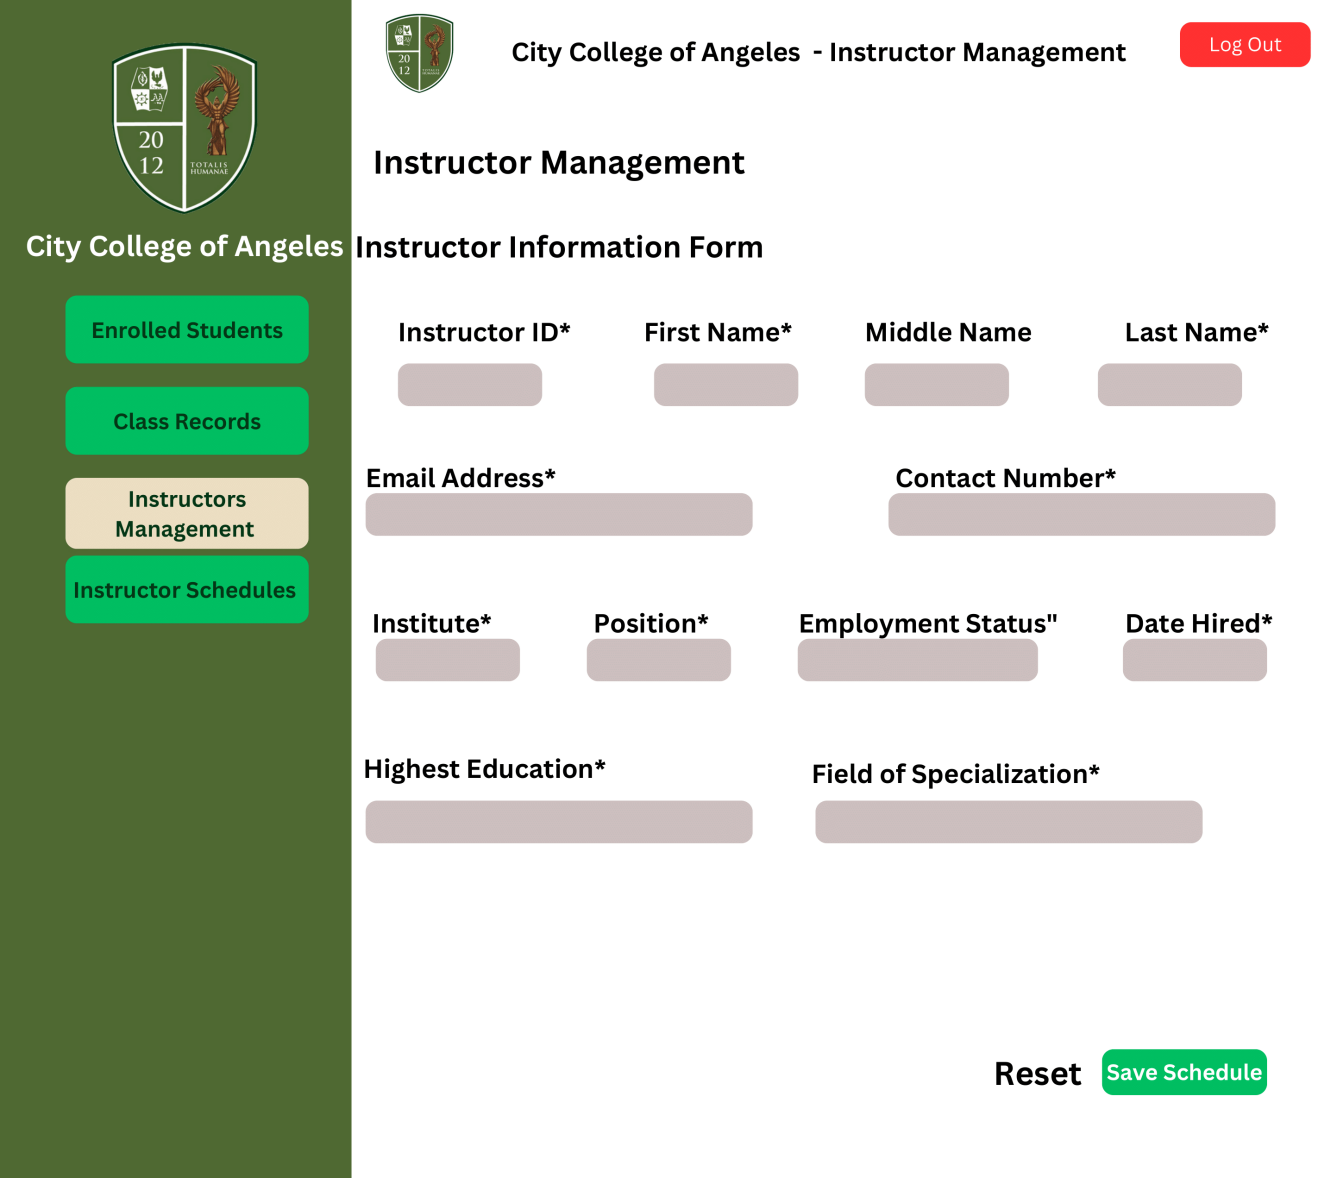 20
12
TOTALIS
HUMANAE
City College of Angeles
Enrolled Students
Class Records
Instructors
Management
Instructor Schedules
20
12
City College of Angeles - Instructor Management
Log Out
Instructor Management
Instructor Information Form
Instructor ID* First Name* Middle Name Last Name*
Email Address* Contact Number*
Institute* Position* Employment Status" Date Hired*
Highest Education* Field of Specialization*
Reset Save Schedule